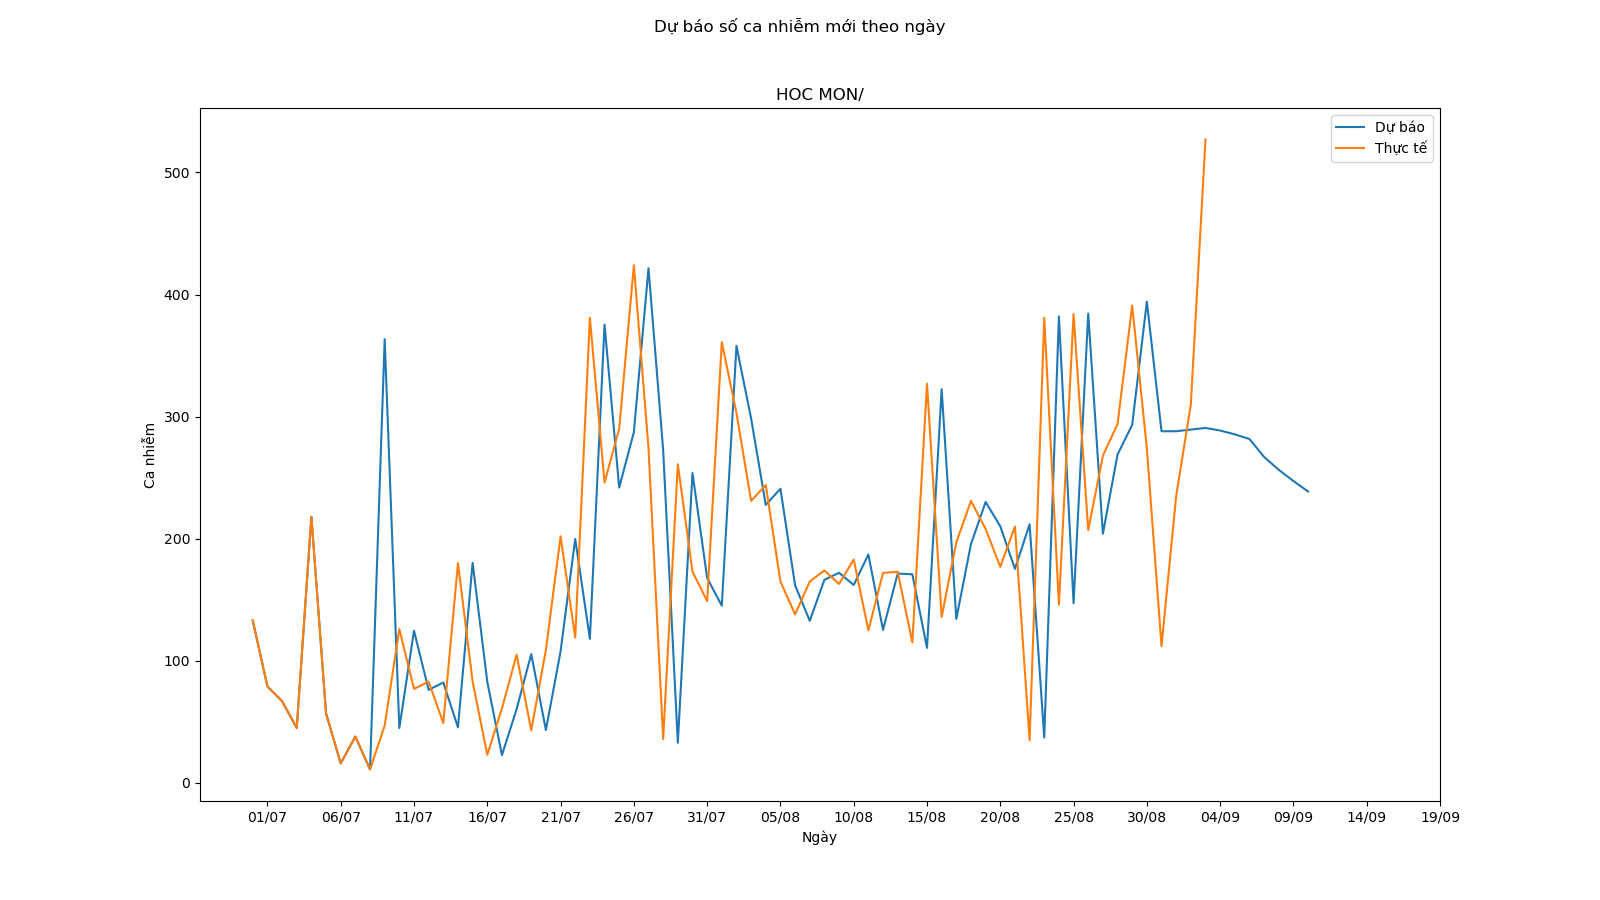 Dự báo số ca nhiễm mới theo ngày
HOC MON/
Dự báo
Thực tế
500
400
300
200
100
0
Ca nhiễm
01/07 06/07 11/07 16/07 21/07 26/07 31/07 05/08 10/08 15/08 20/08 25/08 30/08 04/09 09/09 14/09 19/09
Ngày